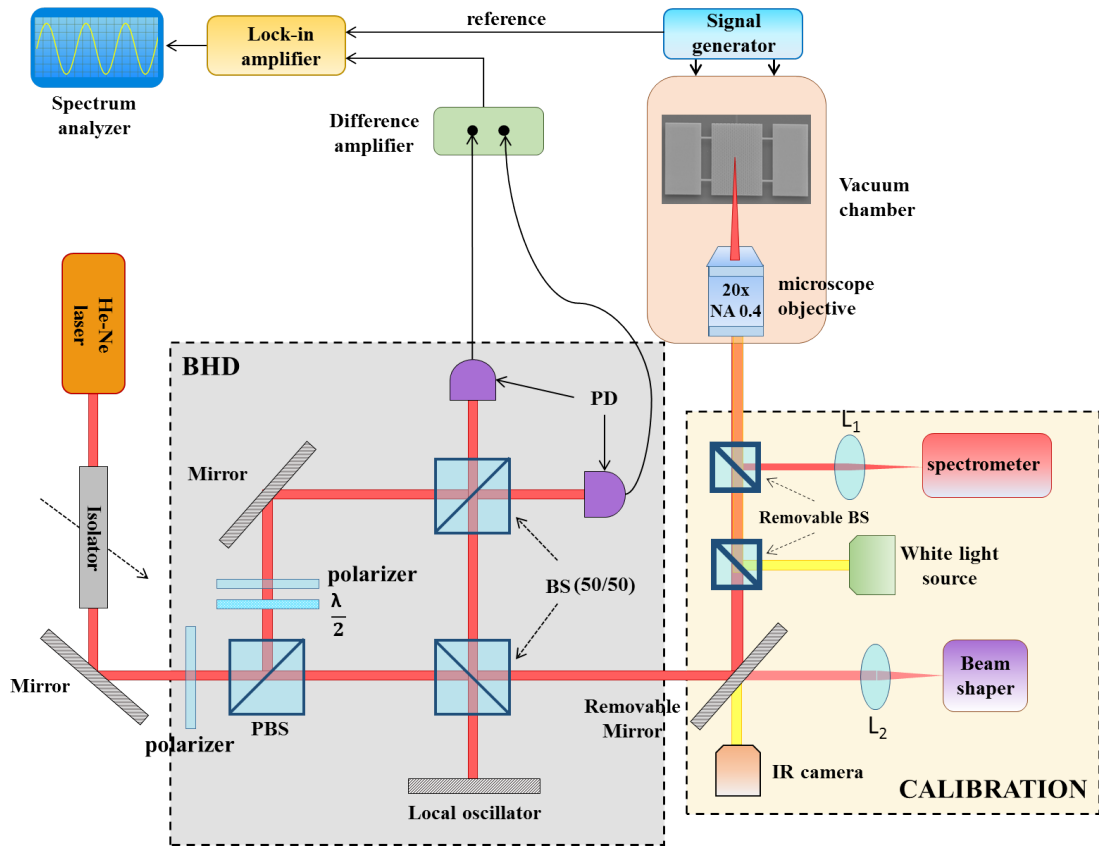 reference
Signal
generator
Lock-in
amplifier
Spectrum
analyzer
Difference
amplifier
Vacuum
chamber
He-Ne
laser
20x
NA 0.4
microscope
objective
BHD
PD
L1
Mirror
spectrometer
Isolator
Removable BS
White light
source
polarizer
λ
2
BS (50/50)
Mirror
polarizer
PBS
Removable
Mirror
Beam
shaper
L2
IR camera
Local oscillator
CALIBRATION